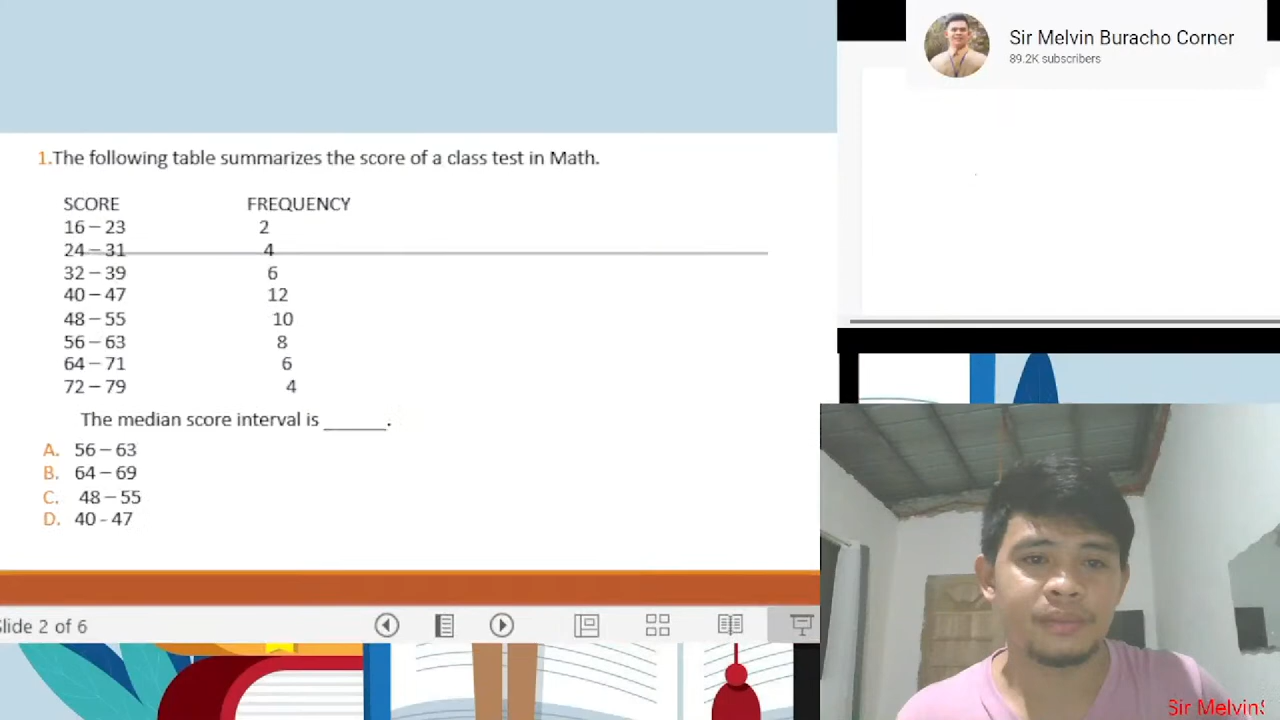 Sir Melvin Buracho Corner
89.2K subscribers
1.The following table summarizes the score of a class test in Math.
SCORE FREQUENCY
16 – 23 2
24 – 31 4
32 – 39 6
40 – 47 12
48 – 55 10
56 – 63 8
64 – 71 6
72 – 79 4
The median score interval is ______.
A. 56 – 63
B. 64 – 69
C. 48 – 55
D. 40 - 47
Slide 2 of 6
Sir Melvin